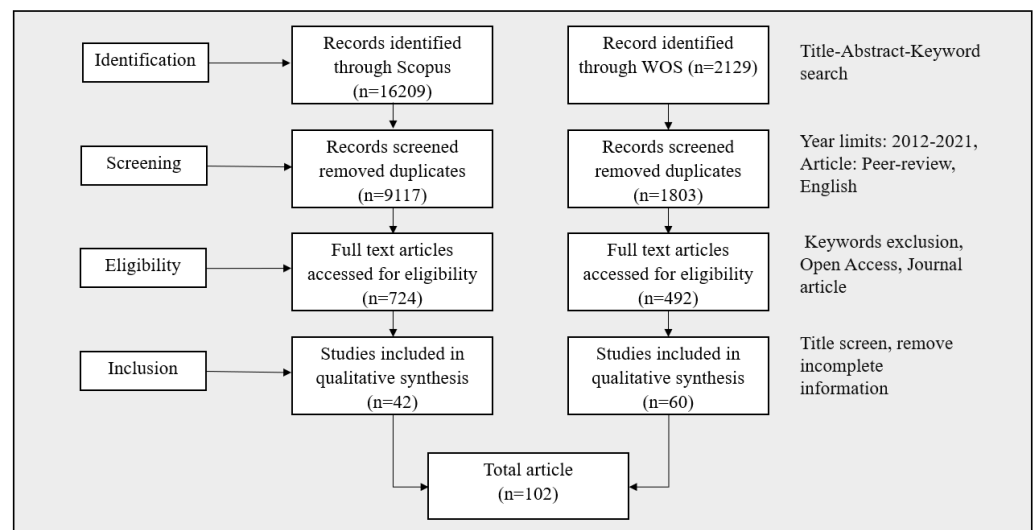 Identification
Records identified
through Scopus
(n=16209)
Record identified
through WOS (n=2129)
Title-Abstract-Keyword
search
Screening
Records screened
removed duplicates
(n=9117)
Records screened
removed duplicates
(n=1803)
Year limits: 2012-2021,
Article: Peer-review,
English
Eligibility
Full text articles
accessed for eligibility
(n=724)
Full text articles
accessed for eligibility
(n=492)
Keywords exclusion,
Open Access, Journal
article
Inclusion
Studies included in
qualitative synthesis
(n=42)
Studies included in
qualitative synthesis
(n=60)
Title screen, remove
incomplete
information
Total article
(n=102)